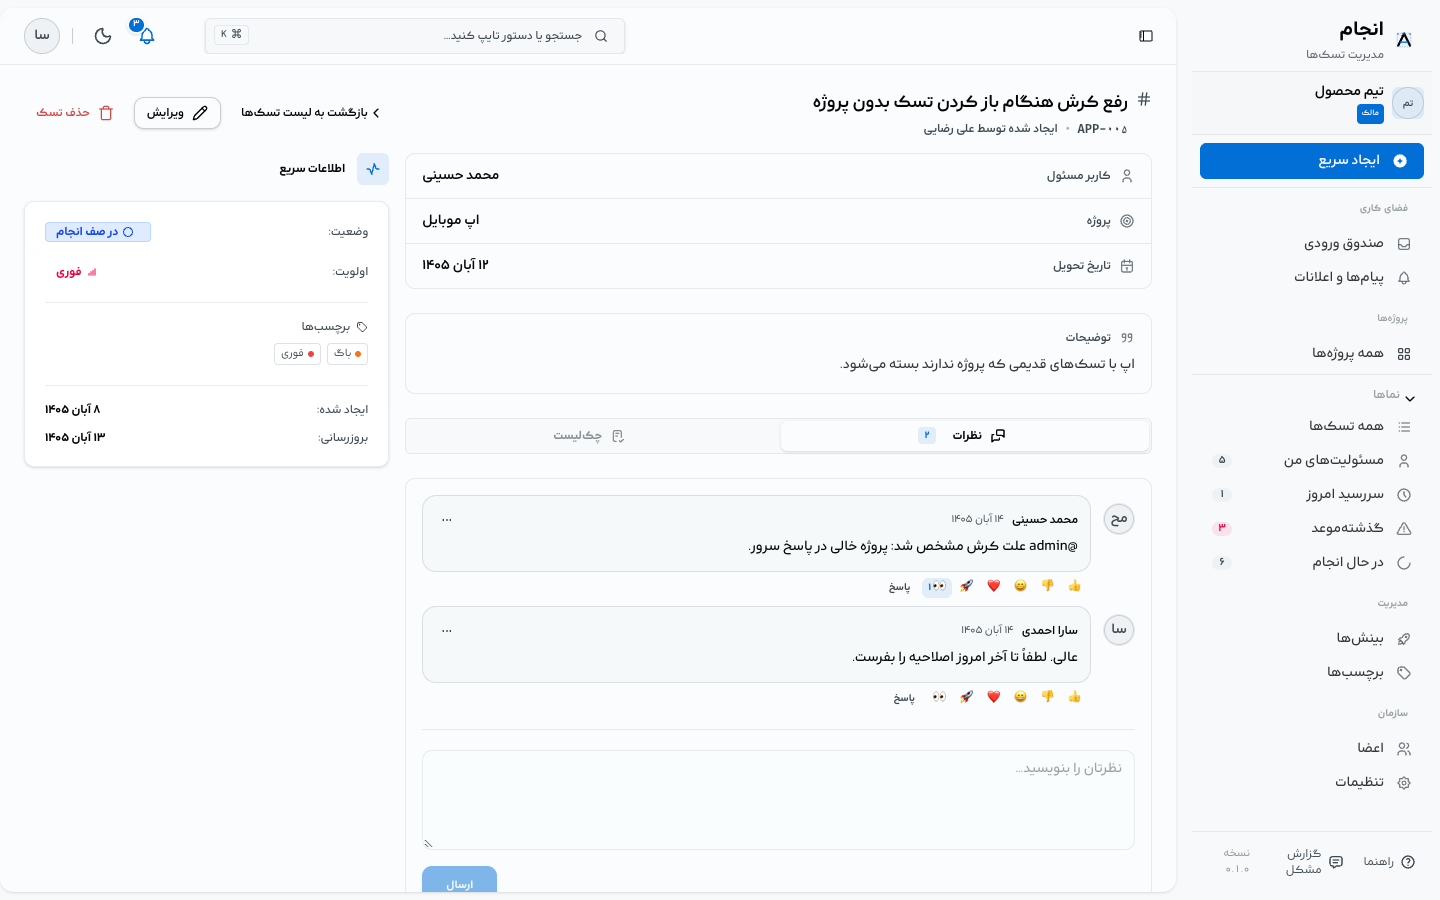 انجام
مدیریت تسک‌ها
تم
تیم محصول
مالک
ایجاد سریع
فضای کاری
صندوق ورودی
پیام‌ها و اعلانات
پروژه‌ها
همه پروژه‌ها
نماها
همه تسک‌ها
مسئولیت‌های من ۵
سررسید امروز ۱
گذشته‌موعد ۳
در حال انجام ۶
مدیریت
بینش‌ها
برچسب‌ها
سازمان
اعضا
تنظیمات
راهنما
گزارش مشکل
نسخه ۰.۱.۰
جستجو یا دستور تایپ کنید...
⌘ K
۳
سا
رفع کرش هنگام باز کردن تسک بدون پروژه
APP-۰۰۵ • ایجاد شده توسط علی رضایی
بازگشت به لیست تسک‌ها
ویرایش
حذف تسک
کاربر مسئول محمد حسینی
پروژه اپ موبایل
تاریخ تحویل ۱۲ آبان ۱۴۰۵
توضیحات
اپ با تسک‌های قدیمی که پروژه ندارند بسته می‌شود.
نظرات ۲
چک‌لیست
مح
محمد حسینی ۱۴ آبان ۱۴۰۵
@admin علت کرش مشخص شد: پروژه خالی در پاسخ سرور.
👍 👎 😄 ❤️ 🚀 👀 ۱ پاسخ
سا
سارا احمدی ۱۴ آبان ۱۴۰۵
عالی. لطفاً تا آخر امروز اصلاحیه را بفرست.
👍 👎 😄 ❤️ 🚀 👀 پاسخ
نظرتان را بنویسید...
ارسال
اطلاعات سریع
وضعیت: در صف انجام
اولویت: فوری
برچسب‌ها
باگ
فوری
ایجاد شده: ۸ آبان ۱۴۰۵
بروزرسانی: ۱۳ آبان ۱۴۰۵